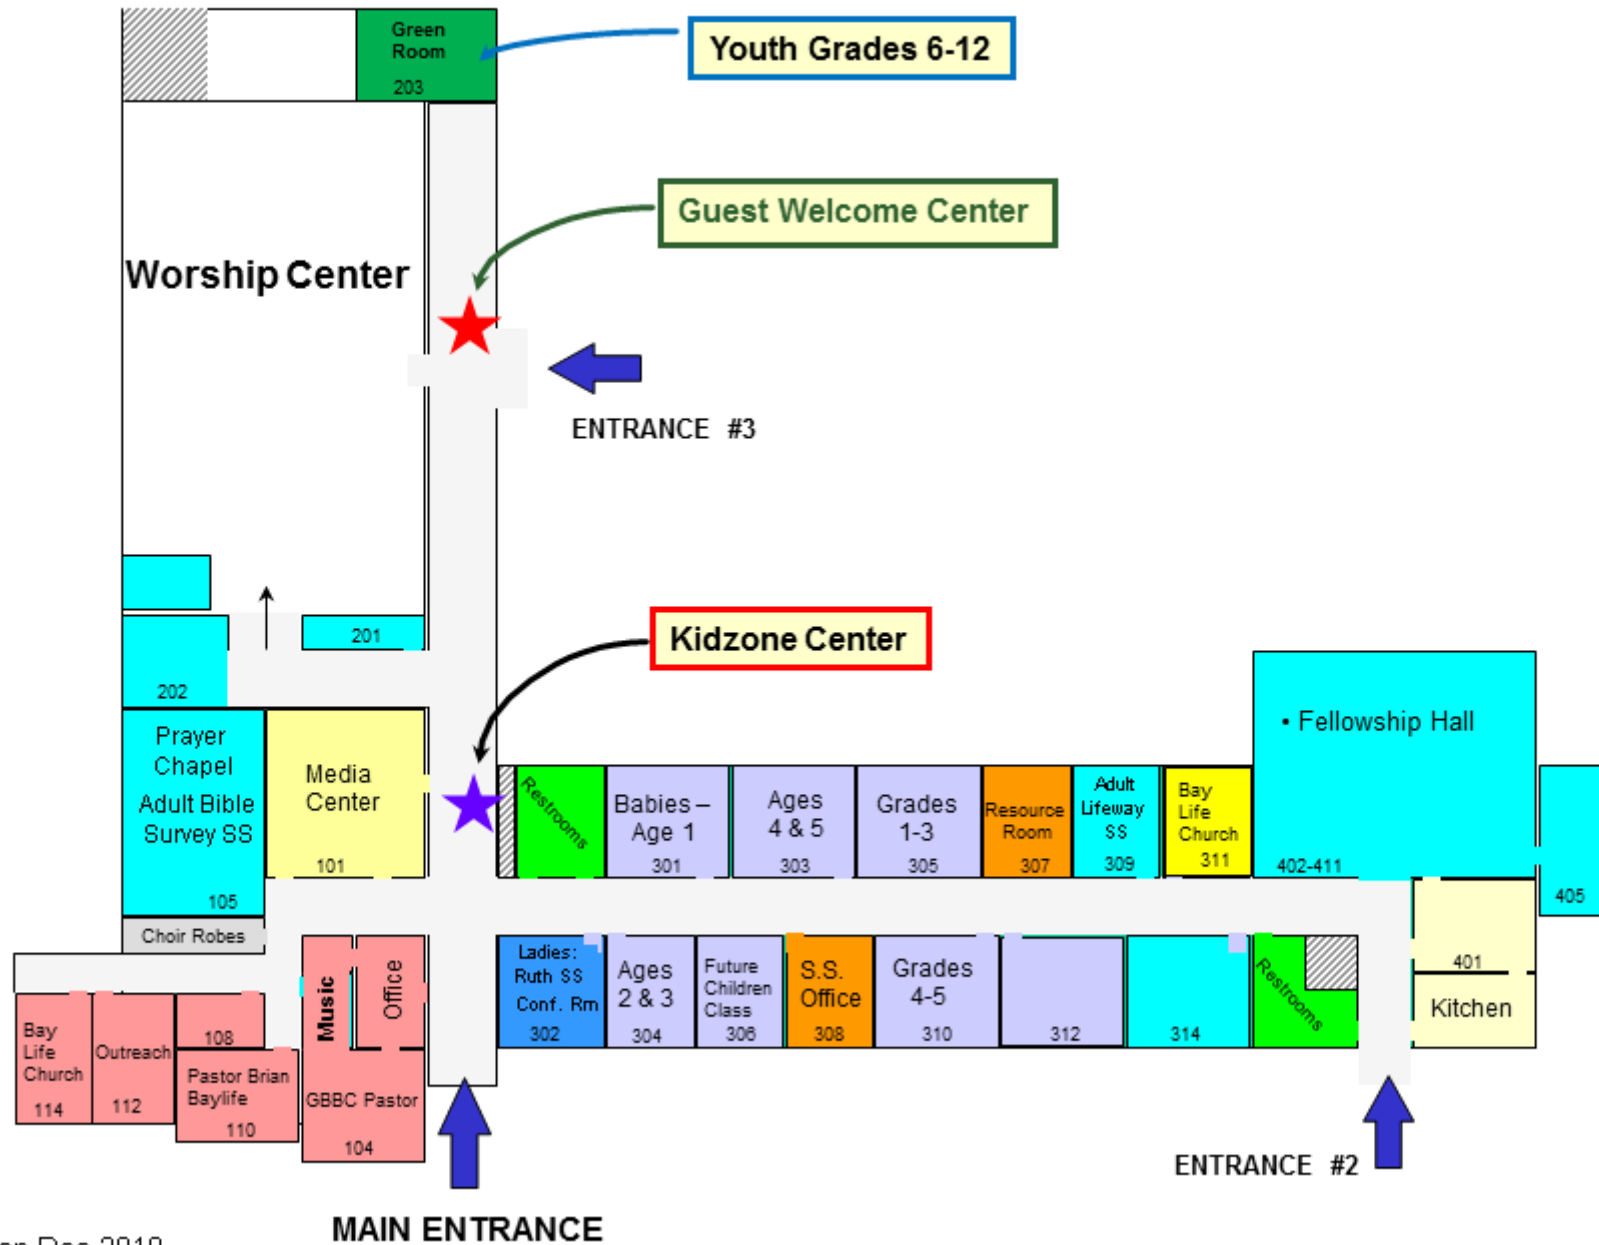 Green
Room
203
Youth Grades 6-12
Guest Welcome Center
Worship Center
ENTRANCE #3
Kidzone Center
201
202
Prayer
Chapel
Adult Bible
Survey SS
105
Media
Center
101
Choir Robes
Restrooms
Babies –
Age 1
301
Ages
4 & 5
303
Grades
1-3
305
Resource
Room
307
Adult
Lifeway
SS
309
Bay
Life
Church
311
• Fellowship Hall
402-411
405
401
Kitchen
Ladies:
Ruth SS
Conf. Rm
302
Ages
2 & 3
304
Future
Children
Class
306
S.S.
Office
308
Grades
4-5
310
312
314
Restrooms
Music
Office
Bay
Life
Church
114
Outreach
112
108
Pastor Brian
Baylife
110
GBBC Pastor
104
ENTRANCE #2
MAIN ENTRANCE